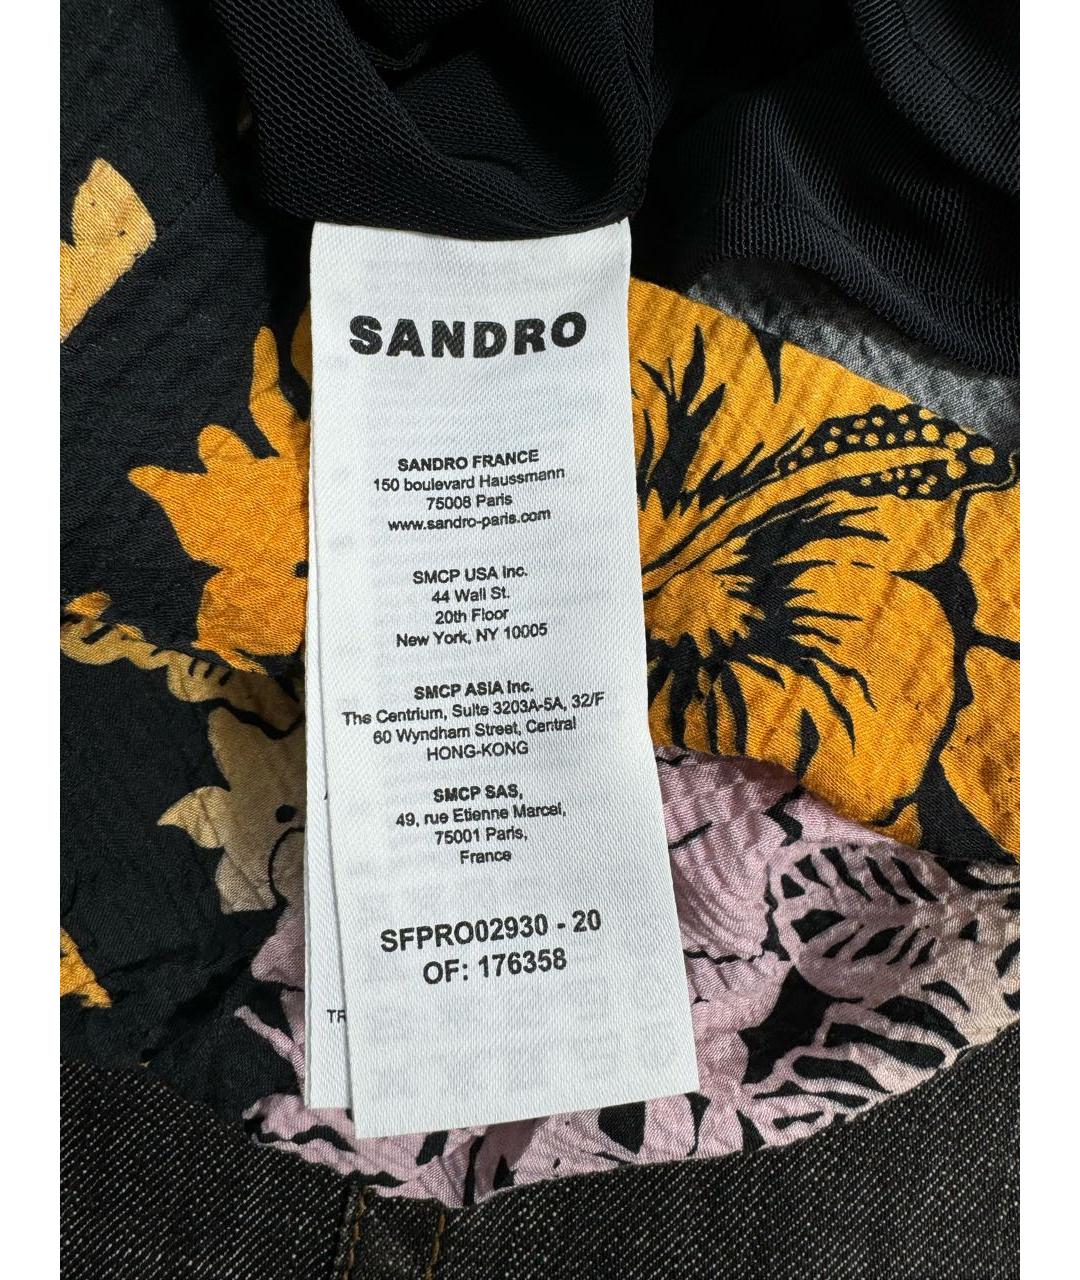 SANDRO
SANDRO FRANCE
150 boulevard Haussmann
75008 Paris
www.sandro-paris.com
SMCP USA Inc.
44 Wall St.
20th Floor
New York, NY 10005
SMCP ASIA Inc.
The Centrium, Suite 3203A-5A, 32/F
60 Wyndham Street, Central
HONG-KONG
SMCP SAS,
49, rue Etienne Marcel,
75001 Paris,
France
SFPRO02930 - 20
OF: 176358
TR